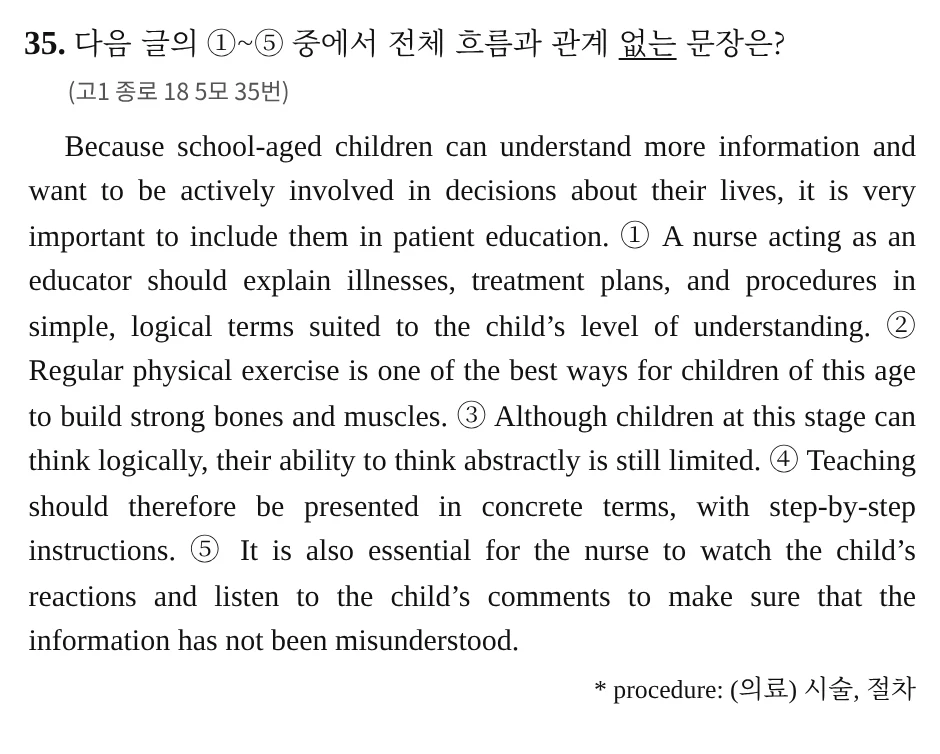 35. 다음 글의 ①~⑤ 중에서 전체 흐름과 관계 없는 문장은?
(고1 종로 18 5모 35번)
Because school-aged children can understand more information and
want to be actively involved in decisions about their lives, it is very
important to include them in patient education. ① A nurse acting as an
educator should explain illnesses, treatment plans, and procedures in
simple, logical terms suited to the child’s level of understanding. ②
Regular physical exercise is one of the best ways for children of this age
to build strong bones and muscles. ③ Although children at this stage can
think logically, their ability to think abstractly is still limited. ④ Teaching
should therefore be presented in concrete terms, with step-by-step
instructions. ⑤ It is also essential for the nurse to watch the child’s
reactions and listen to the child’s comments to make sure that the
information has not been misunderstood.
* procedure: (의료) 시술, 절차